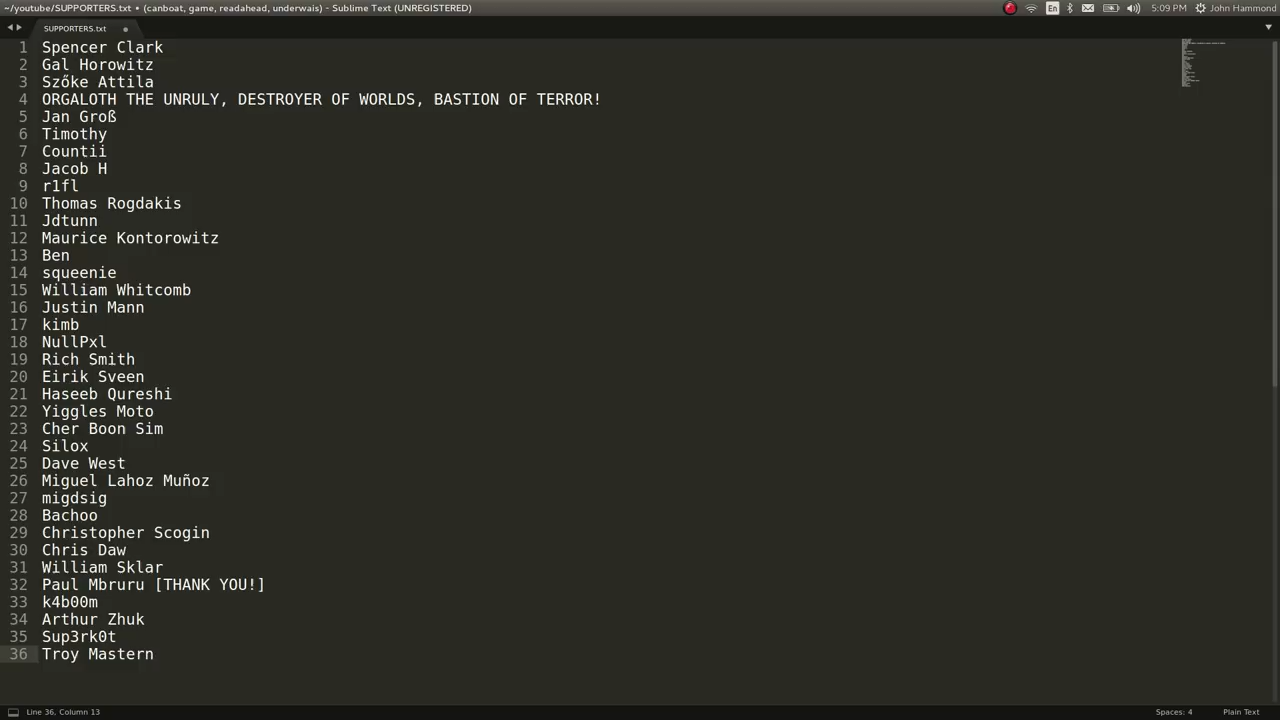 ~/youtube/SUPPORTERS.txt • (canboat, game, readahead, underwais) - Sublime Text (UNREGISTERED) En 5:09 PM John Hammond
SUPPORTERS.txt
1 Spencer Clark
2 Gal Horowitz
3 Szőke Attila
4 ORGALOTH THE UNRULY, DESTROYER OF WORLDS, BASTION OF TERROR!
5 Jan Groß
6 Timothy
7 Countii
8 Jacob H
9 r1fl
10 Thomas Rogdakis
11 Jdtunn
12 Maurice Kontorowitz
13 Ben
14 squeenie
15 William Whitcomb
16 Justin Mann
17 kimb
18 NullPxl
19 Rich Smith
20 Eirik Sveen
21 Haseeb Qureshi
22 Yiggles Moto
23 Cher Boon Sim
24 Silox
25 Dave West
26 Miguel Lahoz Muñoz
27 migdsig
28 Bachoo
29 Christopher Scogin
30 Chris Daw
31 William Sklar
32 Paul Mbruru [THANK YOU!]
33 k4b00m
34 Arthur Zhuk
35 Sup3rk0t
36 Troy Mastern
Line 36, Column 13 Spaces: 4 Plain Text